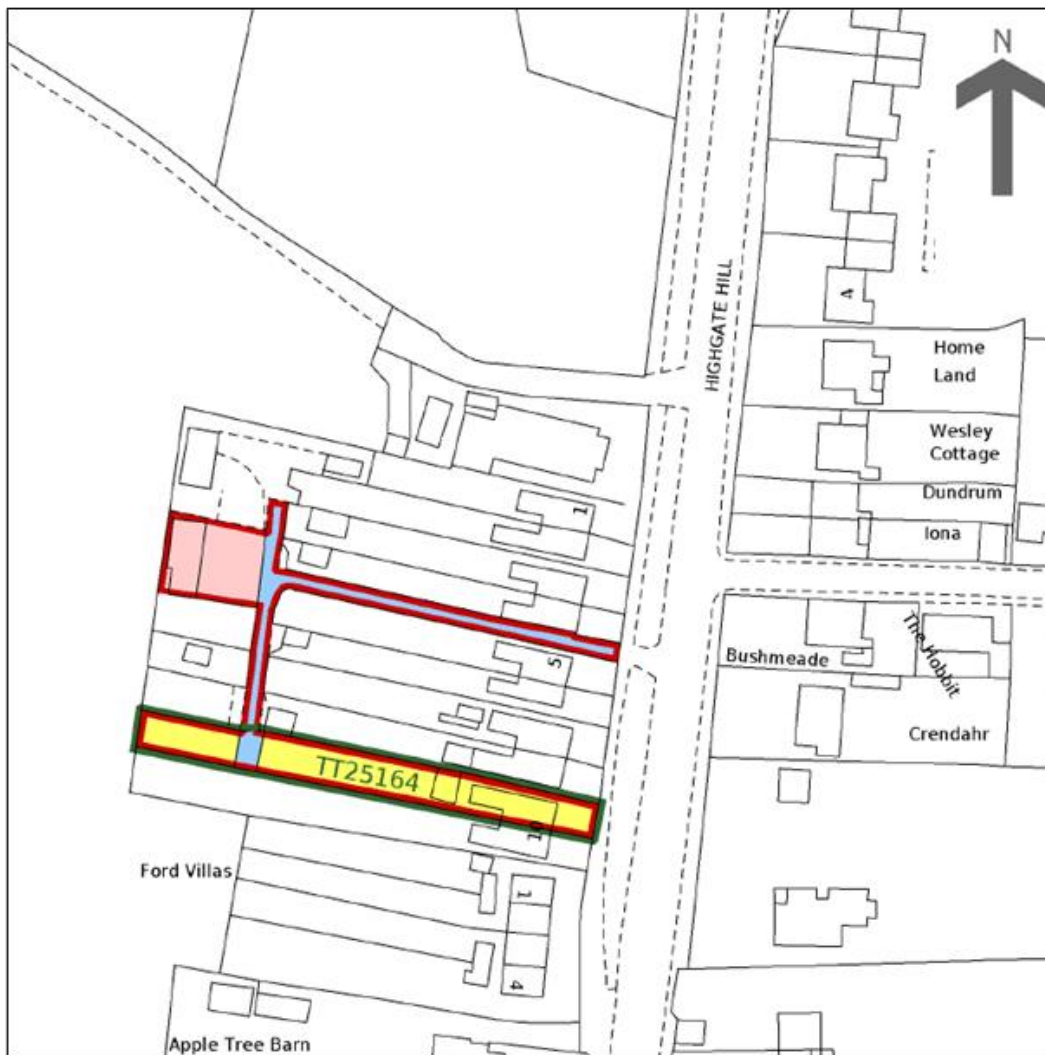 N
HIGHGATE HILL
4
Home
Land
Wesley
Cottage
Dundrum
Iona
1
5
The Hobbit
Bushmeade
Crendahr
TT25164
10
Ford Villas
1
4
Apple Tree Barn